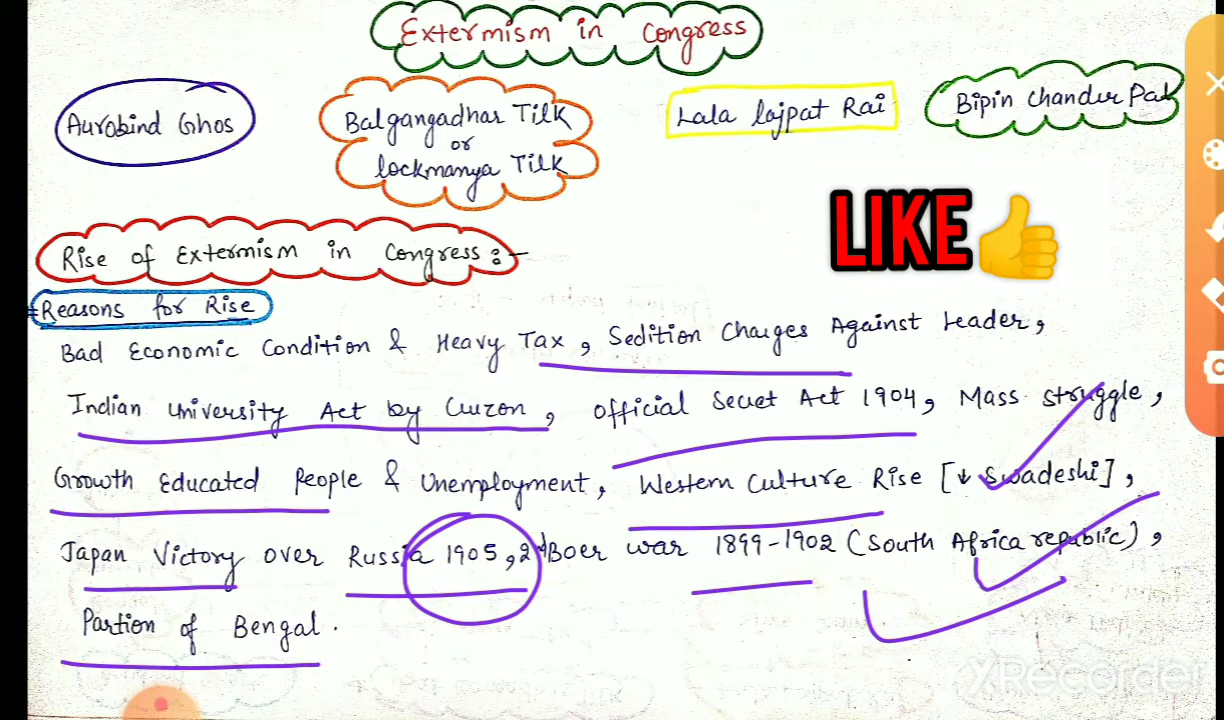 Extermism in Congress
Aurobind Ghos
Balgangadhar Tilk
or
lockmanya Tilk
Lala lajpat Rai
Bipin Chander Pal
LIKE
Rise of Extermism in Congress :-
Reasons for Rise
Bad Economic Condition & Heavy Tax , Sedition Charges Against Leader ,
Indian University Act by Curzon , Official Secret Act 1904 , Mass struggle ,
Growth Educated People & Unemployment , Western Culture Rise [↓ Swadeshi] ,
Japan Victory over Russia 1905 , 2nd Boer war 1899-1902 (South Africa republic) ,
Partion of Bengal .
XRecorder